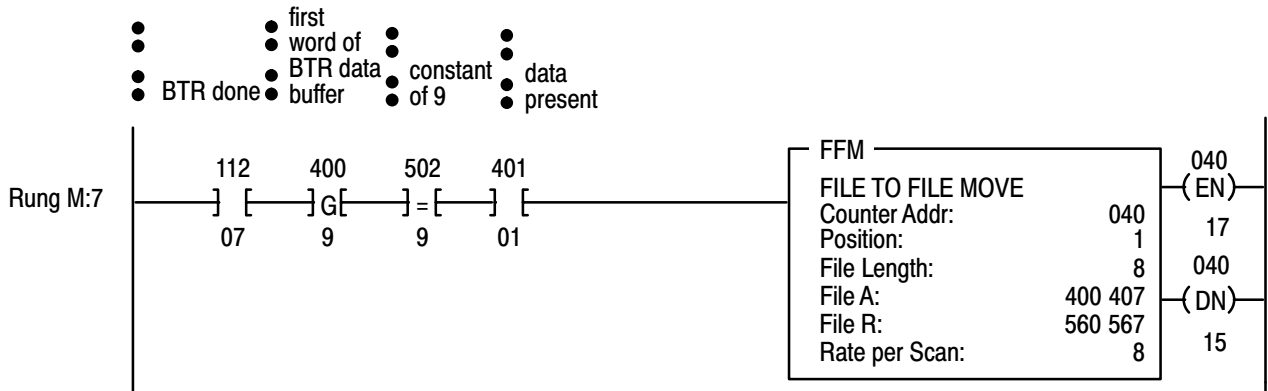 first
word of
BTR data
buffer
BTR done
constant
of 9
data
present
Rung M:7
112
400
502
401
] [
]G[
]=[
] [
07
9
9
01
FFM
FILE TO FILE MOVE
Counter Addr: 040
Position: 1
File Length: 8
File A: 400 407
File R: 560 567
Rate per Scan: 8
040
(EN)
17
040
(DN)
15